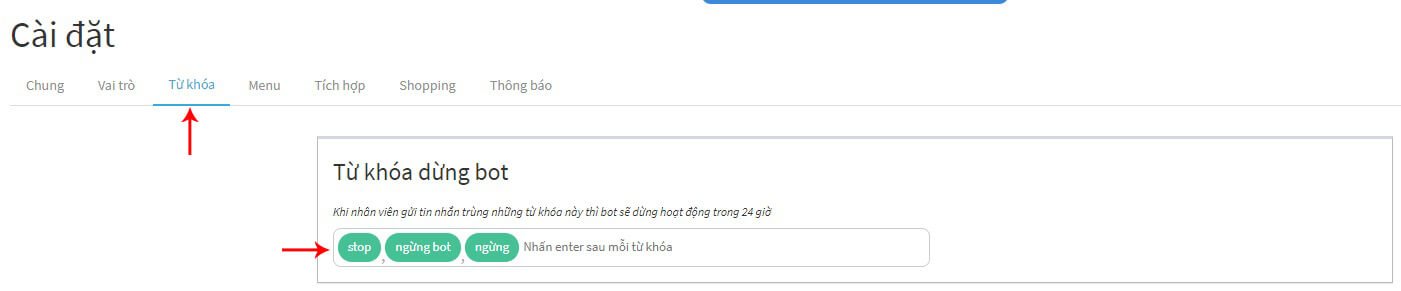 Cài đặt
Chung Vai trò Từ khóa Menu Tích hợp Shopping Thông báo
Từ khóa dừng bot
Khi nhân viên gửi tin nhắn trùng những từ khóa này thì bot sẽ dừng hoạt động trong 24 giờ
stop , ngừng bot , ngừng Nhấn enter sau mỗi từ khóa